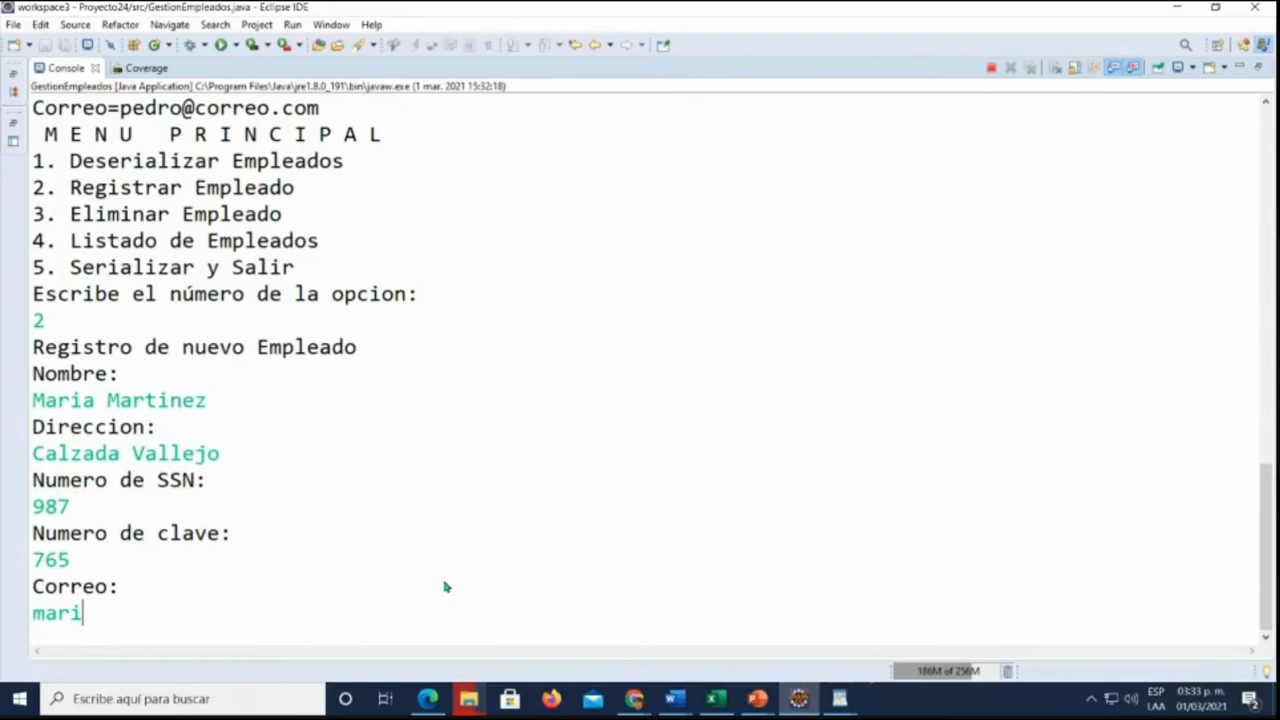 workspace3 - Proyecto24/src/GestionEmpleados.java - Eclipse IDE
File Edit Source Refactor Navigate Search Project Run Window Help
Console Coverage
GestionEmpleados [Java Application] C:\Program Files\Java\jre1.8.0_191\bin\javaw.exe (1 mar. 2021 15:32:18)
Correo=pedro@correo.com
M E N U   P R I N C I P A L
1. Deserializar Empleados
2. Registrar Empleado
3. Eliminar Empleado
4. Listado de Empleados
5. Serializar y Salir
Escribe el número de la opcion:
2
Registro de nuevo Empleado
Nombre:
Maria Martinez
Direccion:
Calzada Vallejo
Numero de SSN:
987
Numero de clave:
765
Correo:
mari
186M of 256M
Escribe aquí para buscar
ESP 03:33 p. m.
LAA 01/03/2021
2